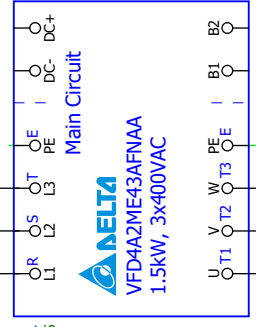 DC+
DC-
E
PE
T
L3
S
L2
R
L1
Main Circuit
DELTA
VFD4A2ME43AFNAA
1.5kW, 3x400VAC
B2
B1
PE E
W T3
V T2
U T1